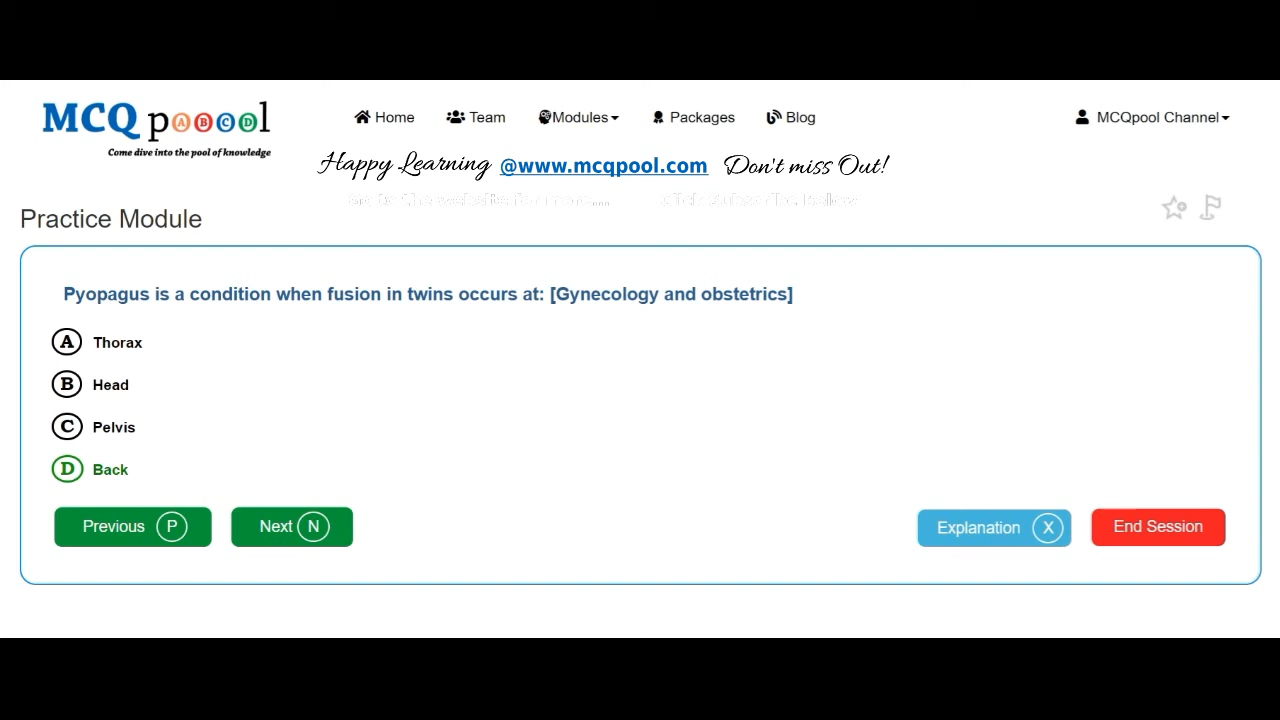 MCQ pooool
Come dive into the pool of knowledge
Home Team Modules Packages Blog MCQpool Channel
Happy Learning @www.mcqpool.com Don't miss Out!
Practice Module
Pyopagus is a condition when fusion in twins occurs at: [Gynecology and obstetrics]
A Thorax
B Head
C Pelvis
D Back
Previous P Next N Explanation X End Session